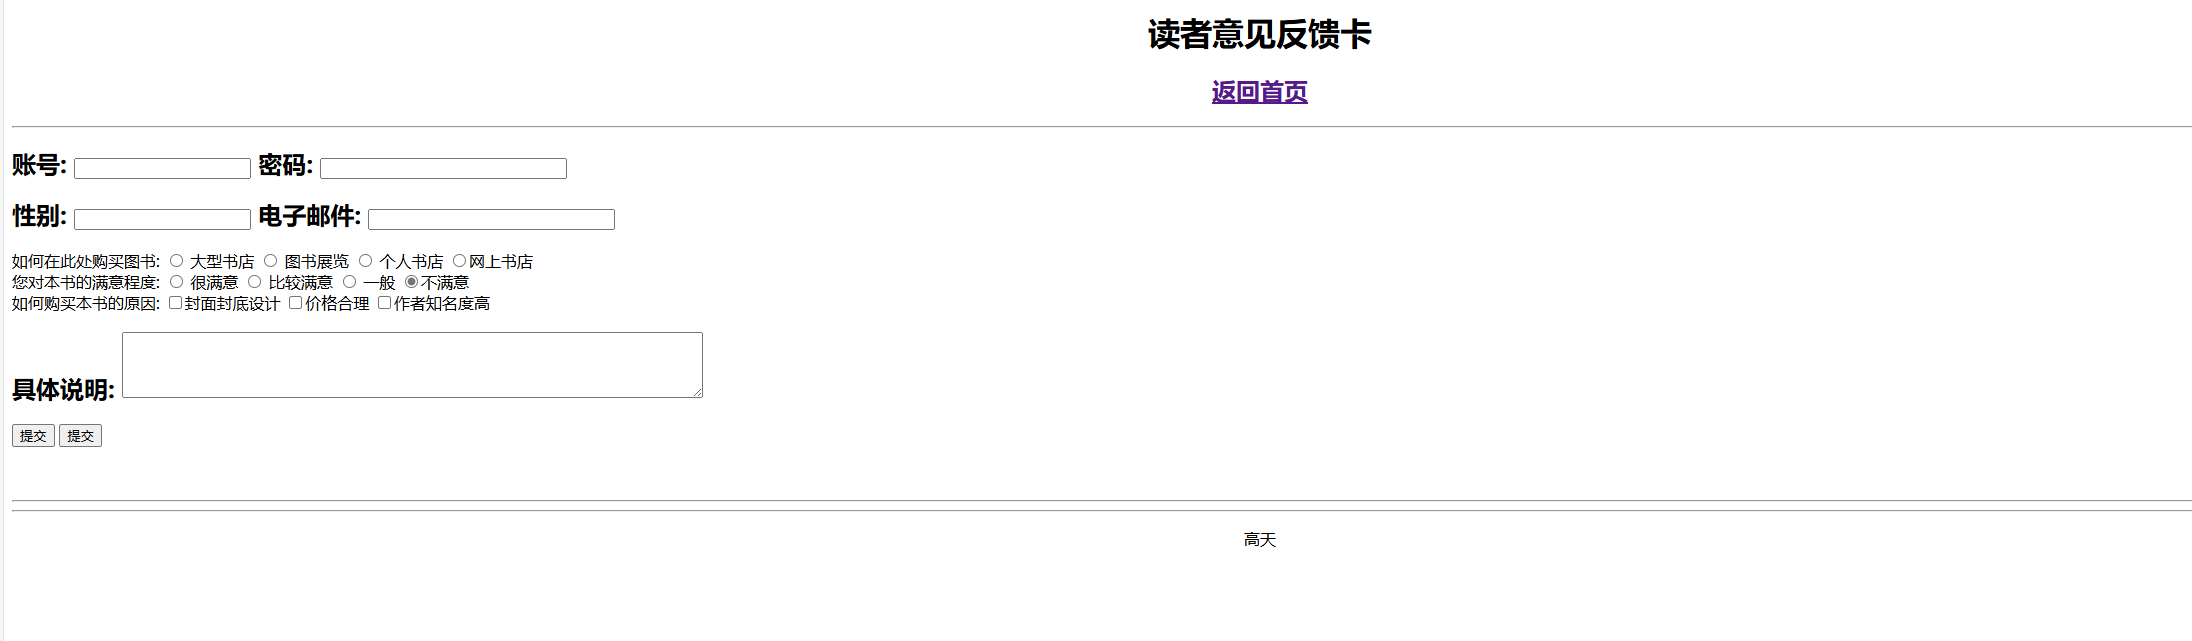 读者意见反馈卡
返回首页
账号: 密码:
性别: 电子邮件:
如何在此处购买图书: 大型书店 图书展览 个人书店 网上书店
您对本书的满意程度: 很满意 比较满意 一般 不满意
如何购买本书的原因: 封面封底设计 价格合理 作者知名度高
具体说明:
提交 提交
高天